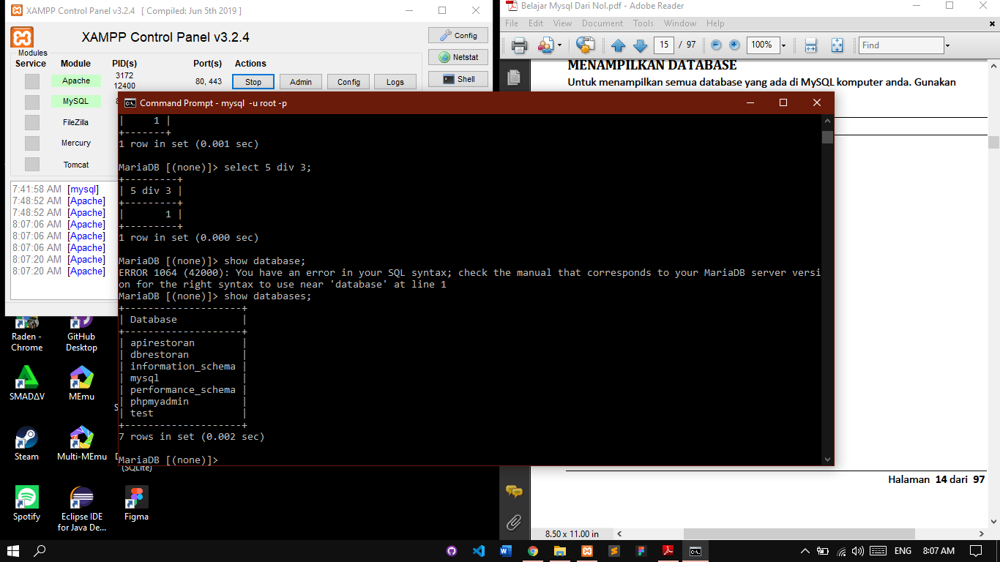 XAMPP Control Panel v3.2.4 [ Compiled: Jun 5th 2019 ]
XAMPP Control Panel v3.2.4
Config
Netstat
Shell
Modules
Service Module PID(s) Port(s) Actions
Apache 3172 12400 80, 443 Stop Admin Config Logs
MySQL
FileZilla
Mercury
Tomcat
7:41:58 AM [mysql]
7:48:52 AM [Apache]
7:48:52 AM [Apache]
8:07:06 AM [Apache]
8:07:06 AM [Apache]
8:07:06 AM [Apache]
8:07:20 AM [Apache]
8:07:20 AM [Apache]
Belajar Mysql Dari Nol.pdf - Adobe Reader
File Edit View Document Tools Window Help
15 / 97 100% Find
MENAMPILKAN DATABASE
Untuk menampilkan semua database yang ada di MySQL komputer anda. Gunakan
Halaman 14 dari 97
8.50 x 11.00 in
Command Prompt - mysql -u root -p
|     1 |
+-------+
1 row in set (0.001 sec)
MariaDB [(none)]> select 5 div 3;
+---------+
| 5 div 3 |
+---------+
|       1 |
+---------+
1 row in set (0.000 sec)
MariaDB [(none)]> show database;
ERROR 1064 (42000): You have an error in your SQL syntax; check the manual that corresponds to your MariaDB server versi
on for the right syntax to use near 'database' at line 1
MariaDB [(none)]> show databases;
+--------------------+
| Database           |
+--------------------+
| apirestoran        |
| dbrestoran         |
| information_schema |
| mysql              |
| performance_schema |
| phpmyadmin         |
| test               |
+--------------------+
7 rows in set (0.002 sec)
MariaDB [(none)]>
Raden -
Chrome
GitHub
Desktop
SMADΔV
MEmu
Steam
Multi-MEmu
(SQLite)
Spotify
Eclipse IDE
for Java De...
Figma
ENG 8:07 AM